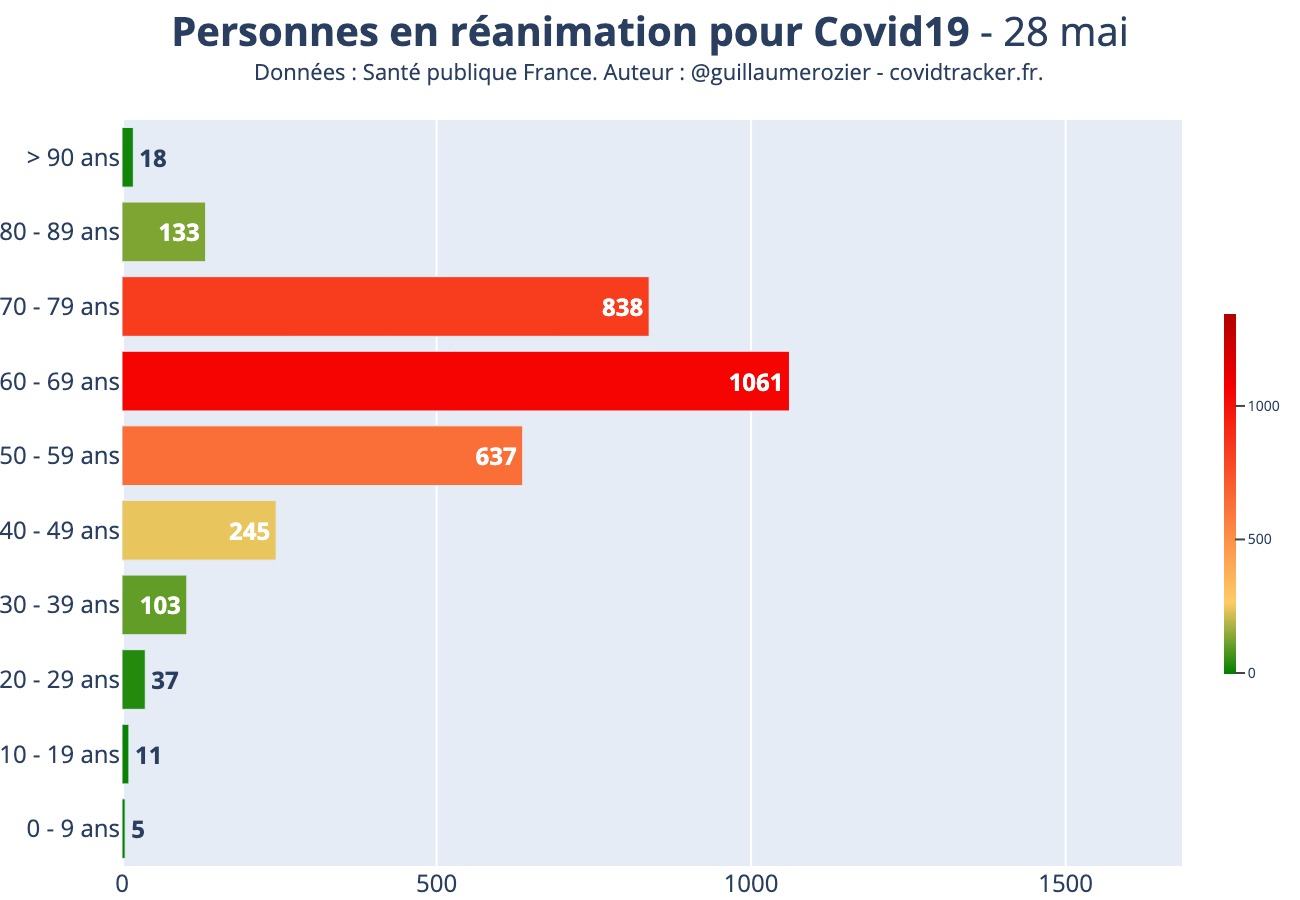 Personnes en réanimation pour Covid19 - 28 mai
Données : Santé publique France. Auteur : @guillaumerozier - covidtracker.fr.
> 90 ans 18
80 - 89 ans 133
70 - 79 ans 838
60 - 69 ans 1061
50 - 59 ans 637
40 - 49 ans 245
30 - 39 ans 103
20 - 29 ans 37
10 - 19 ans 11
0 - 9 ans 5
0 500 1000 1500
1000
500
0